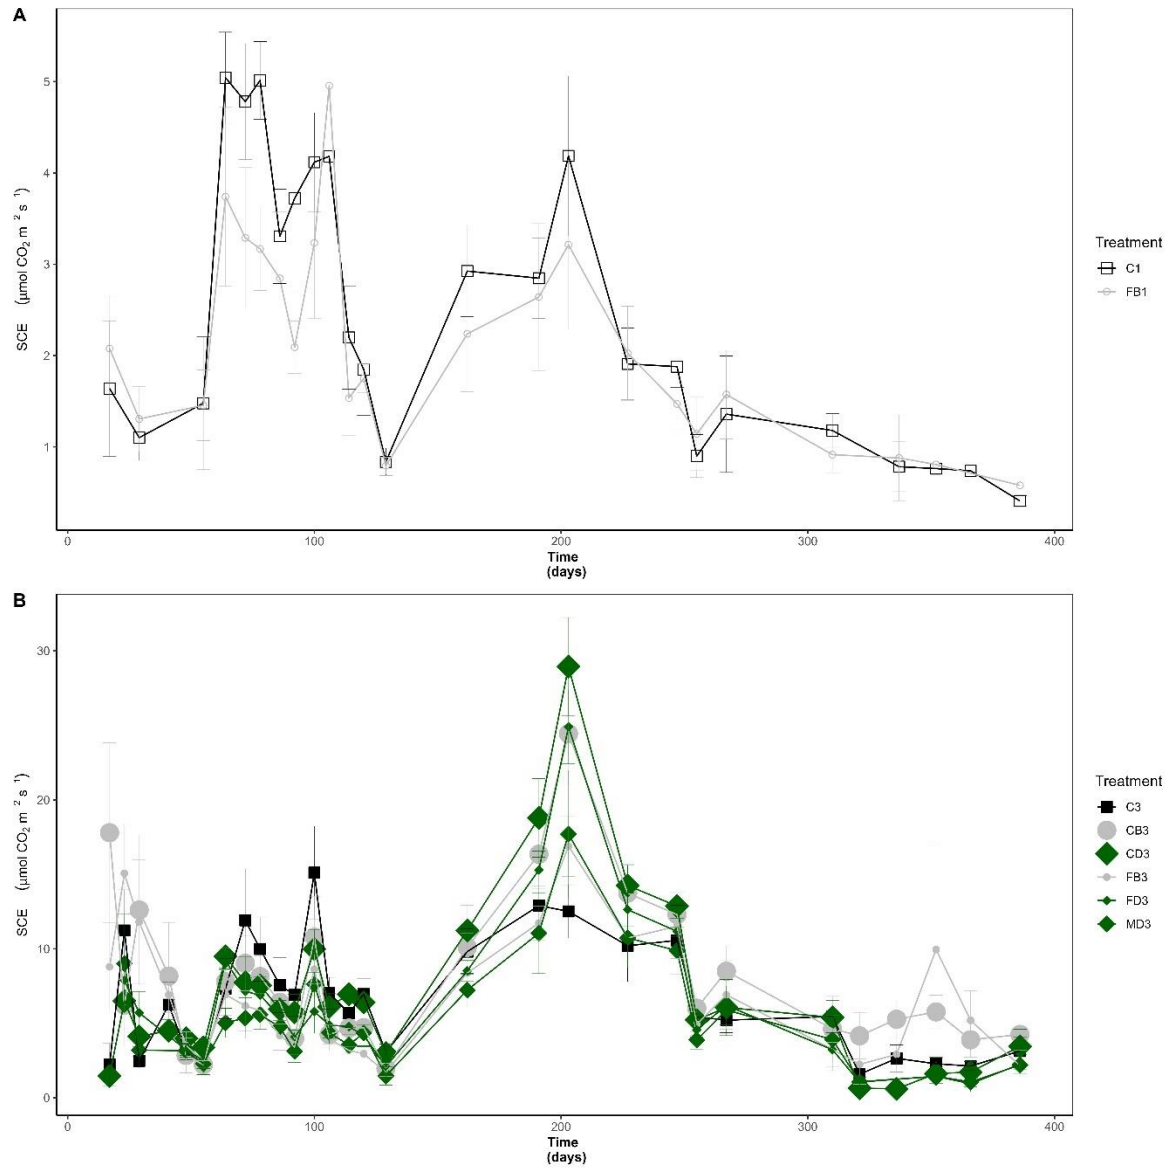 A
5
4
3
2
1
SCE (μmol CO₂ m ² s ¹)
0 100 200 300 400
Time
(days)
Treatment
C1
FB1
B
30
20
10
0
SCE (μmol CO₂ m ² s ¹)
0 100 200 300 400
Time
(days)
Treatment
C3
CB3
CD3
FB3
FD3
MD3